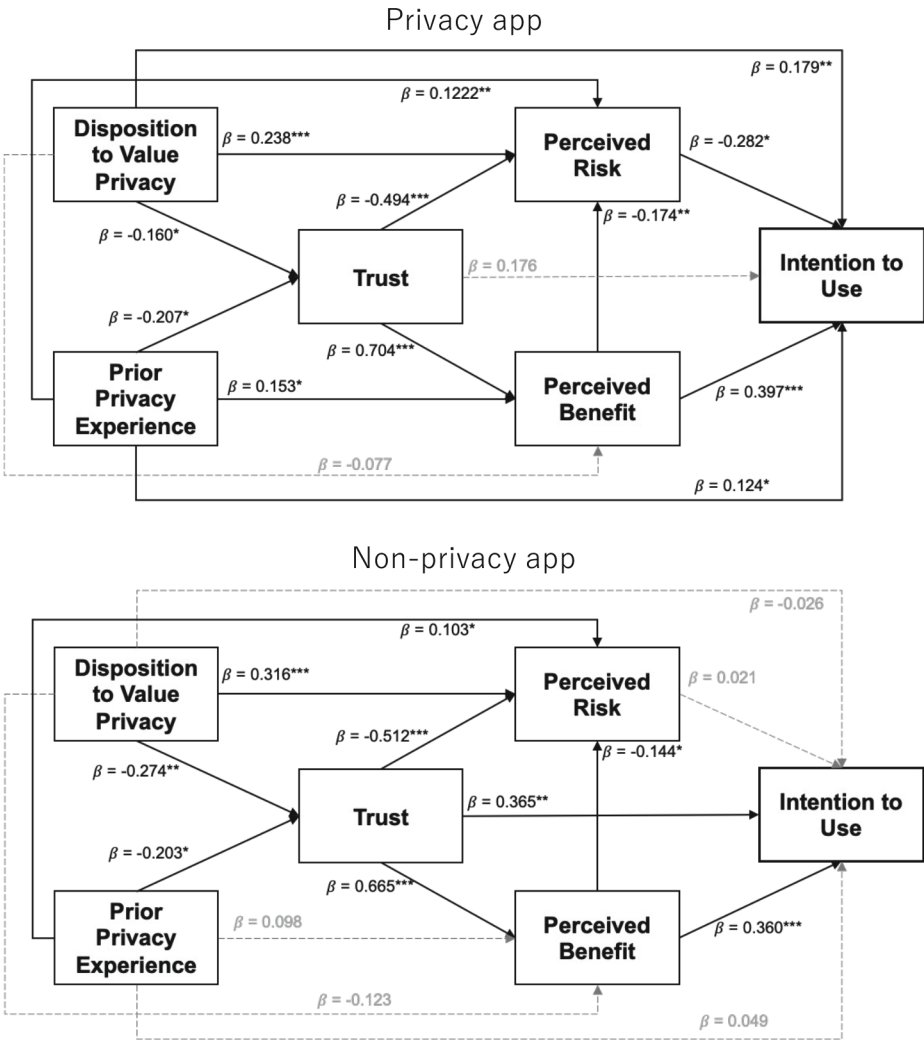 Privacy app
β = 0.179**
β = 0.1222**
Disposition
to Value
Privacy
β = 0.238***
Perceived
Risk
β = -0.282*
β = -0.494***
β = -0.174**
β = -0.160*
Trust
β = 0.176
Intention to
Use
β = -0.207*
β = 0.704***
Prior
Privacy
Experience
β = 0.153*
Perceived
Benefit
β = 0.397***
β = -0.077
β = 0.124*
Non-privacy app
β = -0.026
β = 0.103*
Disposition
to Value
Privacy
β = 0.316***
Perceived
Risk
β = 0.021
β = -0.512***
β = -0.144*
β = -0.274**
Trust
β = 0.365**
Intention to
Use
β = -0.203*
β = 0.665***
Prior
Privacy
Experience
β = 0.098
Perceived
Benefit
β = 0.360***
β = -0.123
β = 0.049